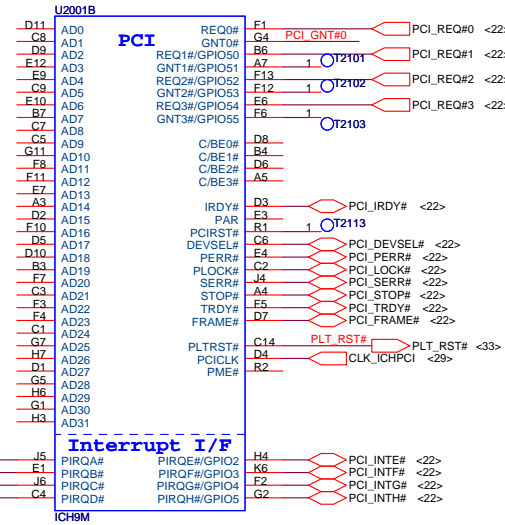 U2001B
PCI
D11 AD0 REQ0# F1 PCI_REQ#0 <22>
C8 AD1 GNT0# G4 PCI_GNT#0
D9 AD2 REQ1#/GPIO50 B6 PCI_REQ#1 <22>
E12 AD3 GNT1#/GPIO51 A7 1 T2101
E9 AD4 REQ2#/GPIO52 F13 PCI_REQ#2 <22>
C9 AD5 GNT2#/GPIO53 F12 1 T2102
E10 AD6 REQ3#/GPIO54 E6 PCI_REQ#3 <22>
B7 AD7 GNT3#/GPIO55 F6 1 T2103
C7 AD8
C5 AD9 C/BE0# D8
G11 AD10 C/BE1# B4
F8 AD11 C/BE2# D6
F11 AD12 C/BE3# A5
E7 AD13
A3 AD14 IRDY# D3 PCI_IRDY# <22>
D2 AD15 PAR E3
F10 AD16 PCIRST# R1 1 T2113
D5 AD17 DEVSEL# C6 PCI_DEVSEL# <22>
D10 AD18 PERR# E4 PCI_PERR# <22>
B3 AD19 PLOCK# C2 PCI_LOCK# <22>
F7 AD20 SERR# J4 PCI_SERR# <22>
C3 AD21 STOP# A4 PCI_STOP# <22>
F3 AD22 TRDY# F5 PCI_TRDY# <22>
F4 AD23 FRAME# D7 PCI_FRAME# <22>
C1 AD24
G7 AD25 PLTRST# C14 PLT_RST# PLT_RST# <33>
H7 AD26 PCICLK D4 CLK_ICHPCI <29>
D1 AD27 PME# R2
G5 AD28
H6 AD29
G1 AD30
H3 AD31
Interrupt I/F
J5 PIRQA# PIRQE#/GPIO2 H4 PCI_INTE# <22>
E1 PIRQB# PIRQF#/GPIO3 K6 PCI_INTF# <22>
J6 PIRQC# PIRQG#/GPIO4 F2 PCI_INTG# <22>
C4 PIRQD# PIRQH#/GPIO5 G2 PCI_INTH# <22>
ICH9M